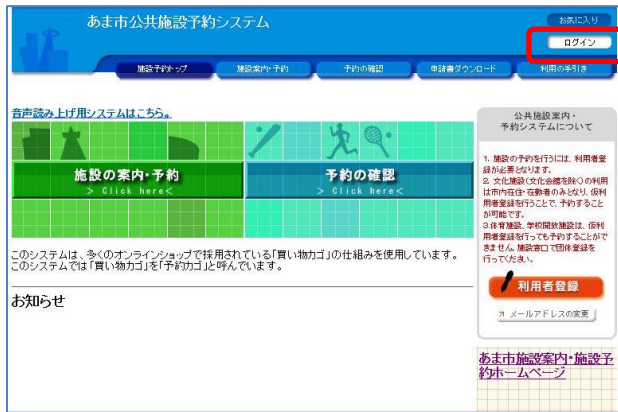 あま市公共施設予約システム
お気に入り
ログイン
施設予約トップ
施設案内・予約
予約の確認
申請書ダウンロード
利用の手引き
音声読み上げ用システムはこちら。
施設の案内・予約
> Click here<
予約の確認
> Click here<
このシステムは、多くのオンラインショップで採用されている「買い物カゴ」の仕組みを使用しています。
このシステムでは「買い物カゴ」を「予約カゴ」と呼んでいます。
お知らせ
公共施設案内・
予約システムについて
1. 施設の予約を行うには、利用者登
録が必要となります。
2. 文化施設(文化会館を除く)の利用
は市内在住・在勤者のみとなり、仮利
用者登録を行うことで、予約すること
が可能です。
3.体育施設、学校開放施設は、仮利
用者登録を行っても予約することがで
きません。施設窓口で団体登録を
行ってください。
利用者登録
メールアドレスの変更
あま市施設案内・施設予
約ホームページ